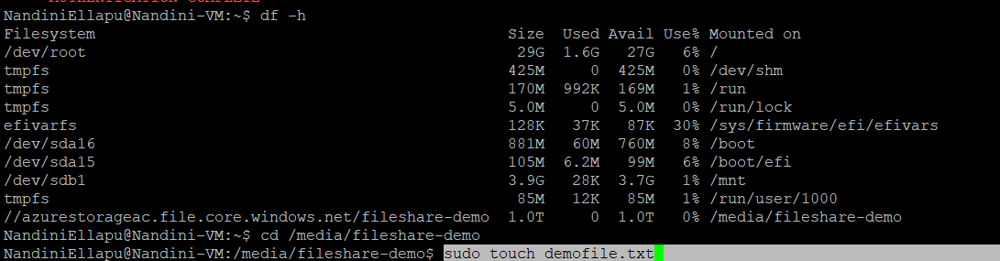 NandiniEllapu@Nandini-VM:~$ df -h
Filesystem Size Used Avail Use% Mounted on
/dev/root 29G 1.6G 27G 6% /
tmpfs 425M 0 425M 0% /dev/shm
tmpfs 170M 992K 169M 1% /run
tmpfs 5.0M 0 5.0M 0% /run/lock
efivarfs 128K 37K 87K 30% /sys/firmware/efi/efivars
/dev/sda16 881M 60M 760M 8% /boot
/dev/sda15 105M 6.2M 99M 6% /boot/efi
/dev/sdb1 3.9G 28K 3.7G 1% /mnt
tmpfs 85M 12K 85M 1% /run/user/1000
//azurestorageac.file.core.windows.net/fileshare-demo 1.0T 0 1.0T 0% /media/fileshare-demo
NandiniEllapu@Nandini-VM:~$ cd /media/fileshare-demo
NandiniEllapu@Nandini-VM:/media/fileshare-demo$ sudo touch demofile.txt